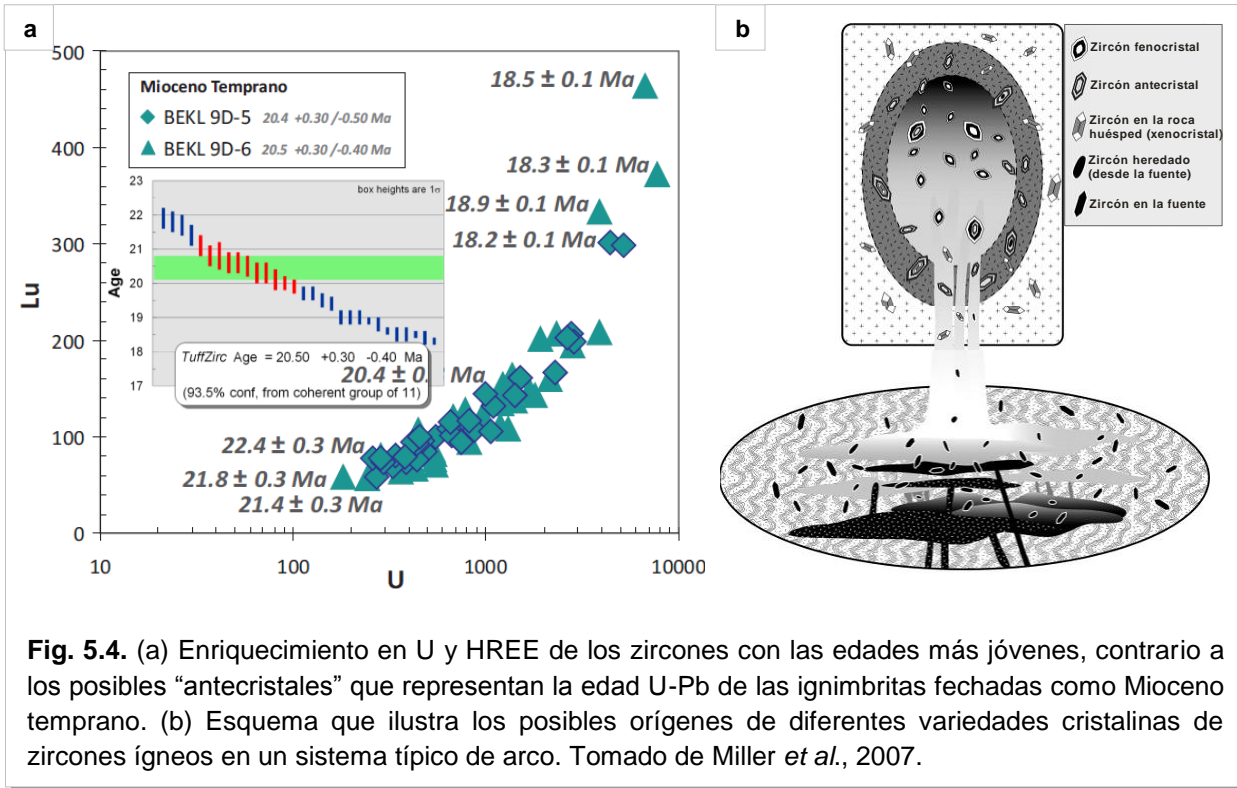 a
Lu
500
400
300
200
100
0
10
100
1000
10000
U
Mioceno Temprano
BEKL 9D-5 20.4 +0.30 /-0.50 Ma
BEKL 9D-6 20.5 +0.30 /-0.40 Ma
18.5 ± 0.1 Ma
18.3 ± 0.1 Ma
18.9 ± 0.1 Ma
18.2 ± 0.1 Ma
20.4 ± 0. Ma
22.4 ± 0.3 Ma
21.8 ± 0.3 Ma
21.4 ± 0.3 Ma
box heights are 1σ
Age
23
22
21
20
19
18
17
TuffZirc Age = 20.50 +0.30 -0.40 Ma
(93.5% conf, from coherent group of 11)
b
Zircón fenocristal
Zircón antecristal
Zircón en la roca
huésped (xenocristal)
Zircón heredado
(desde la fuente)
Zircón en la fuente
Fig. 5.4. (a) Enriquecimiento en U y HREE de los zircones con las edades más jóvenes, contrario a
los posibles “antecristales” que representan la edad U-Pb de las ignimbritas fechadas como Mioceno
temprano. (b) Esquema que ilustra los posibles orígenes de diferentes variedades cristalinas de
zircones ígneos en un sistema típico de arco. Tomado de Miller et al., 2007.